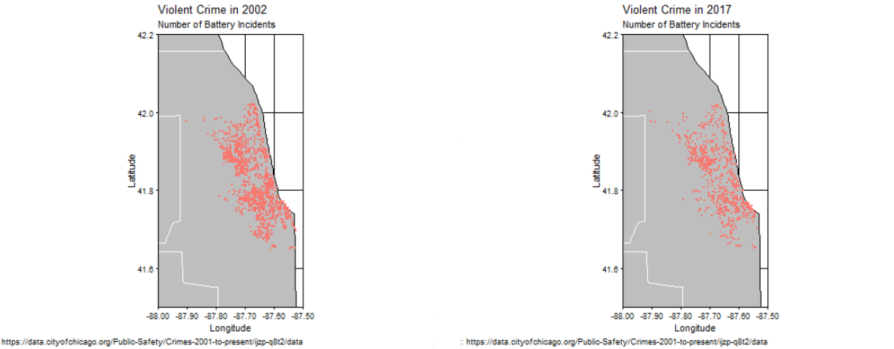 Violent Crime in 2002
Number of Battery Incidents
42.2
42.0
41.8
41.6
Latitude
-88.00 -87.90 -87.80 -87.70 -87.60 -87.50
Longitude
https://data.cityofchicago.org/Public-Safety/Crimes-2001-to-present/ijzp-q8t2/data
Violent Crime in 2017
Number of Battery Incidents
42.2
42.0
41.8
41.6
Latitude
-88.00 -87.90 -87.80 -87.70 -87.60 -87.50
Longitude
: https://data.cityofchicago.org/Public-Safety/Crimes-2001-to-present/ijzp-q8t2/data